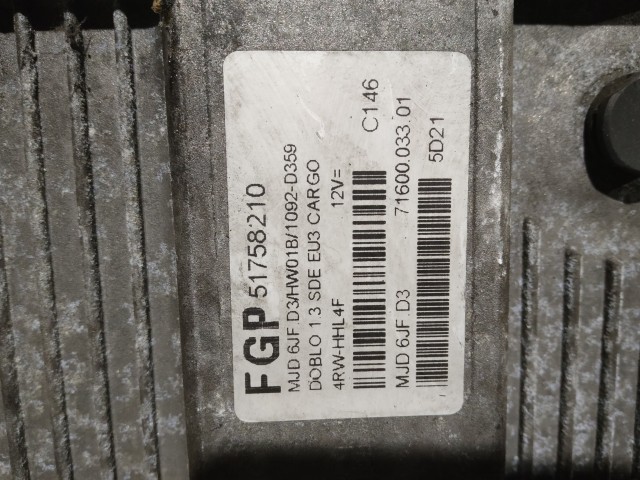 FGP 51758210
MJD 6JF.D3/HW01B/1092-D359
DOBLO 1.3 SDE EU3 CARGO
4RW-HHL4F 12V= C146
MJD 6JF.D3 71600.033.01
5D21